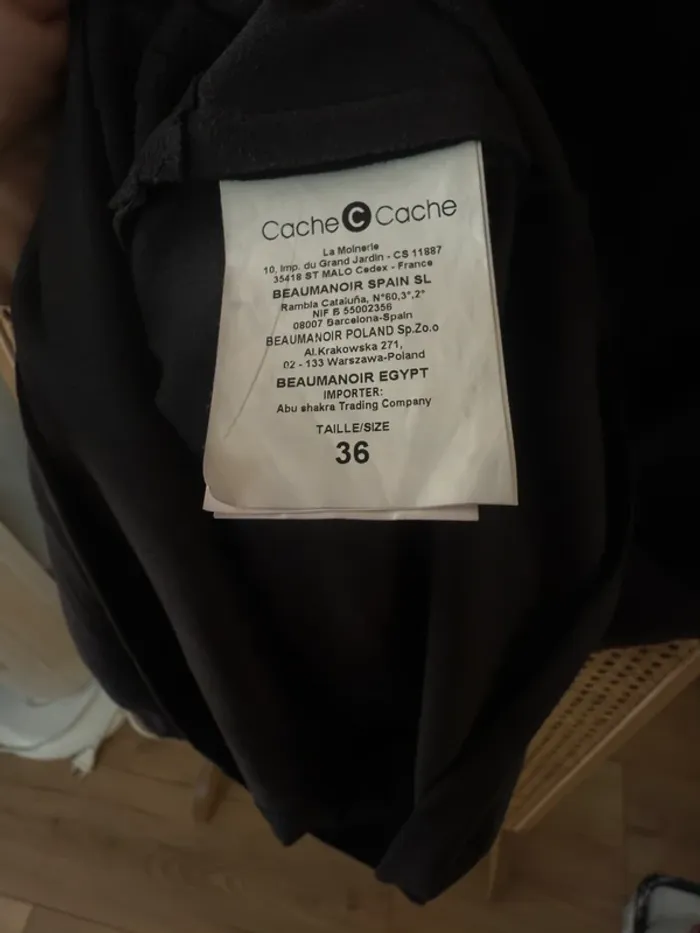 Cache C Cache
La Moinerie
10, Imp. du Grand Jardin - CS 11887
35418 ST MALO Cedex - France
BEAUMANOIR SPAIN SL
Rambla Cataluña, N°60,3°,2°
NIF B 55002356
08007 Barcelona-Spain
BEAUMANOIR POLAND Sp.Zo.o
Al.Krakowska 271,
02 - 133 Warszawa-Poland
BEAUMANOIR EGYPT
IMPORTER:
Abu shakra Trading Company
TAILLE/SIZE
36